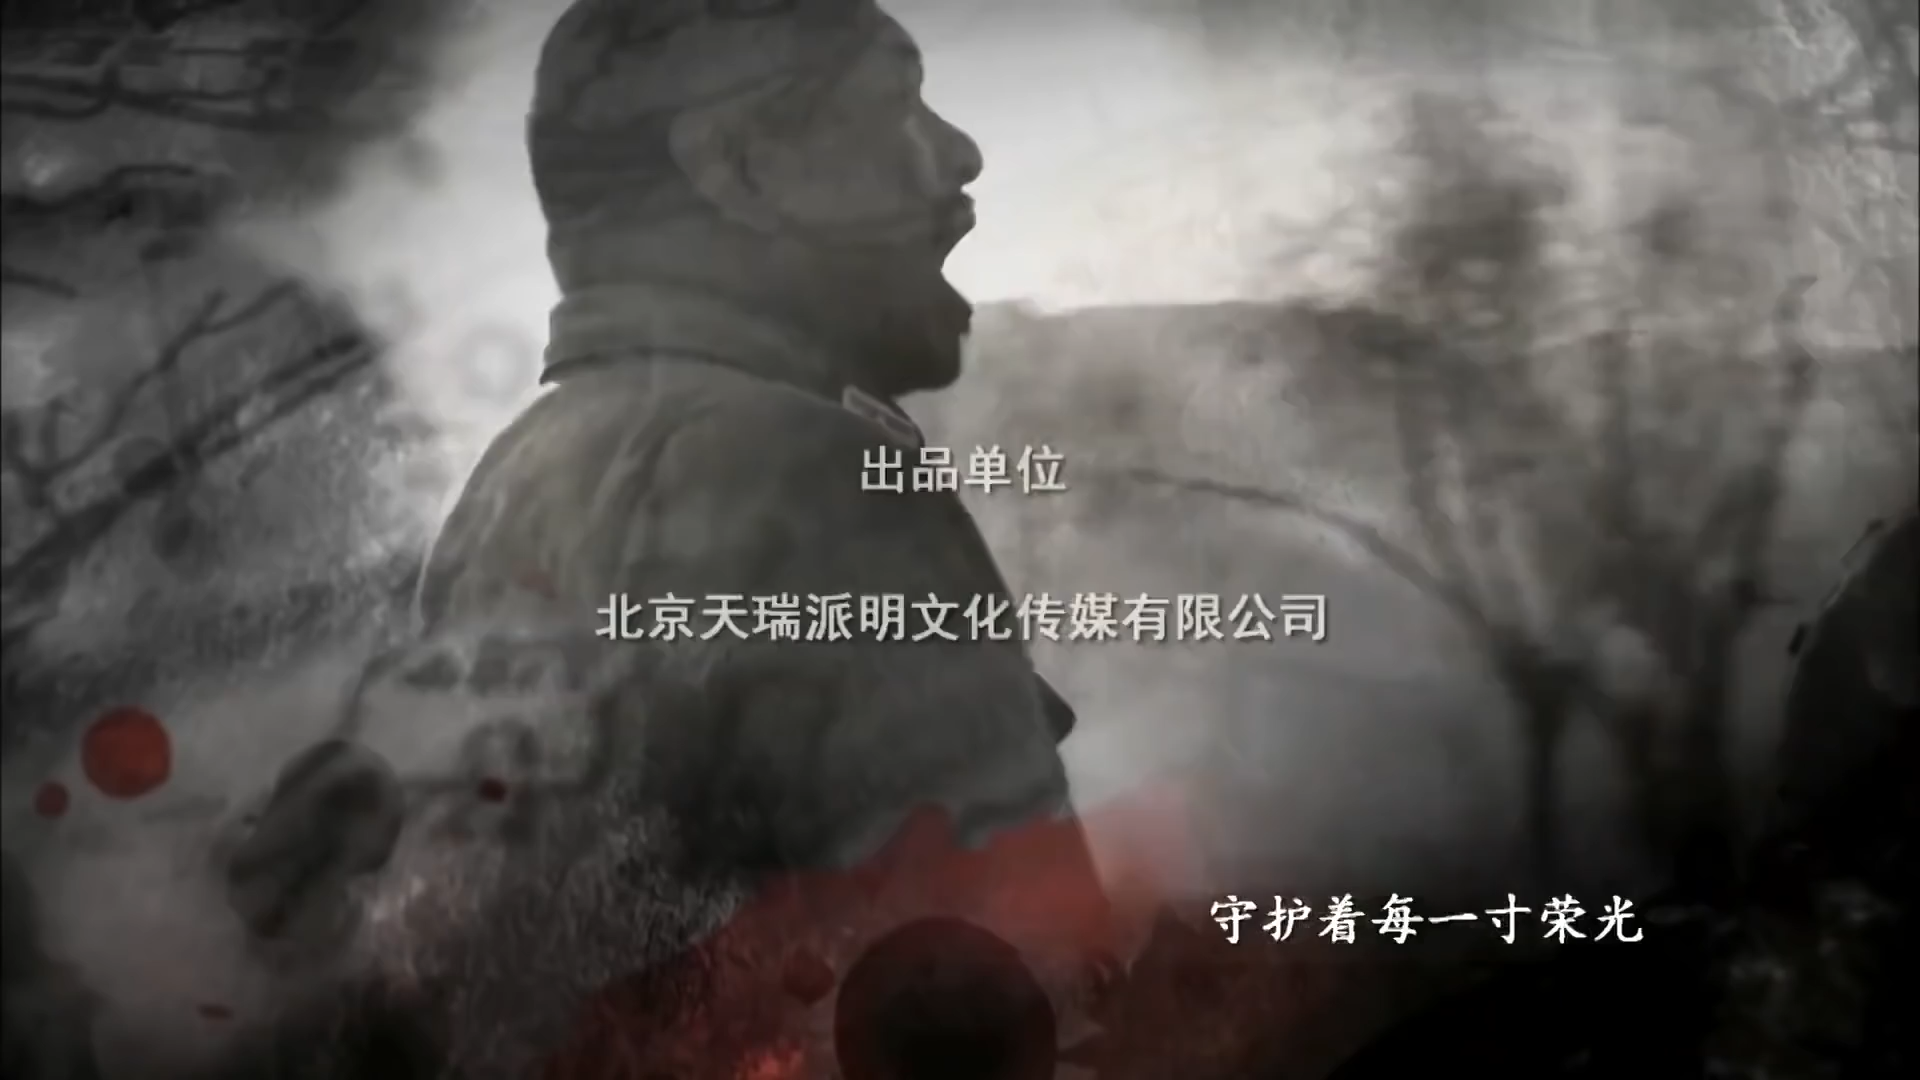 出品单位
北京天瑞派明文化传媒有限公司
守护着每一寸荣光